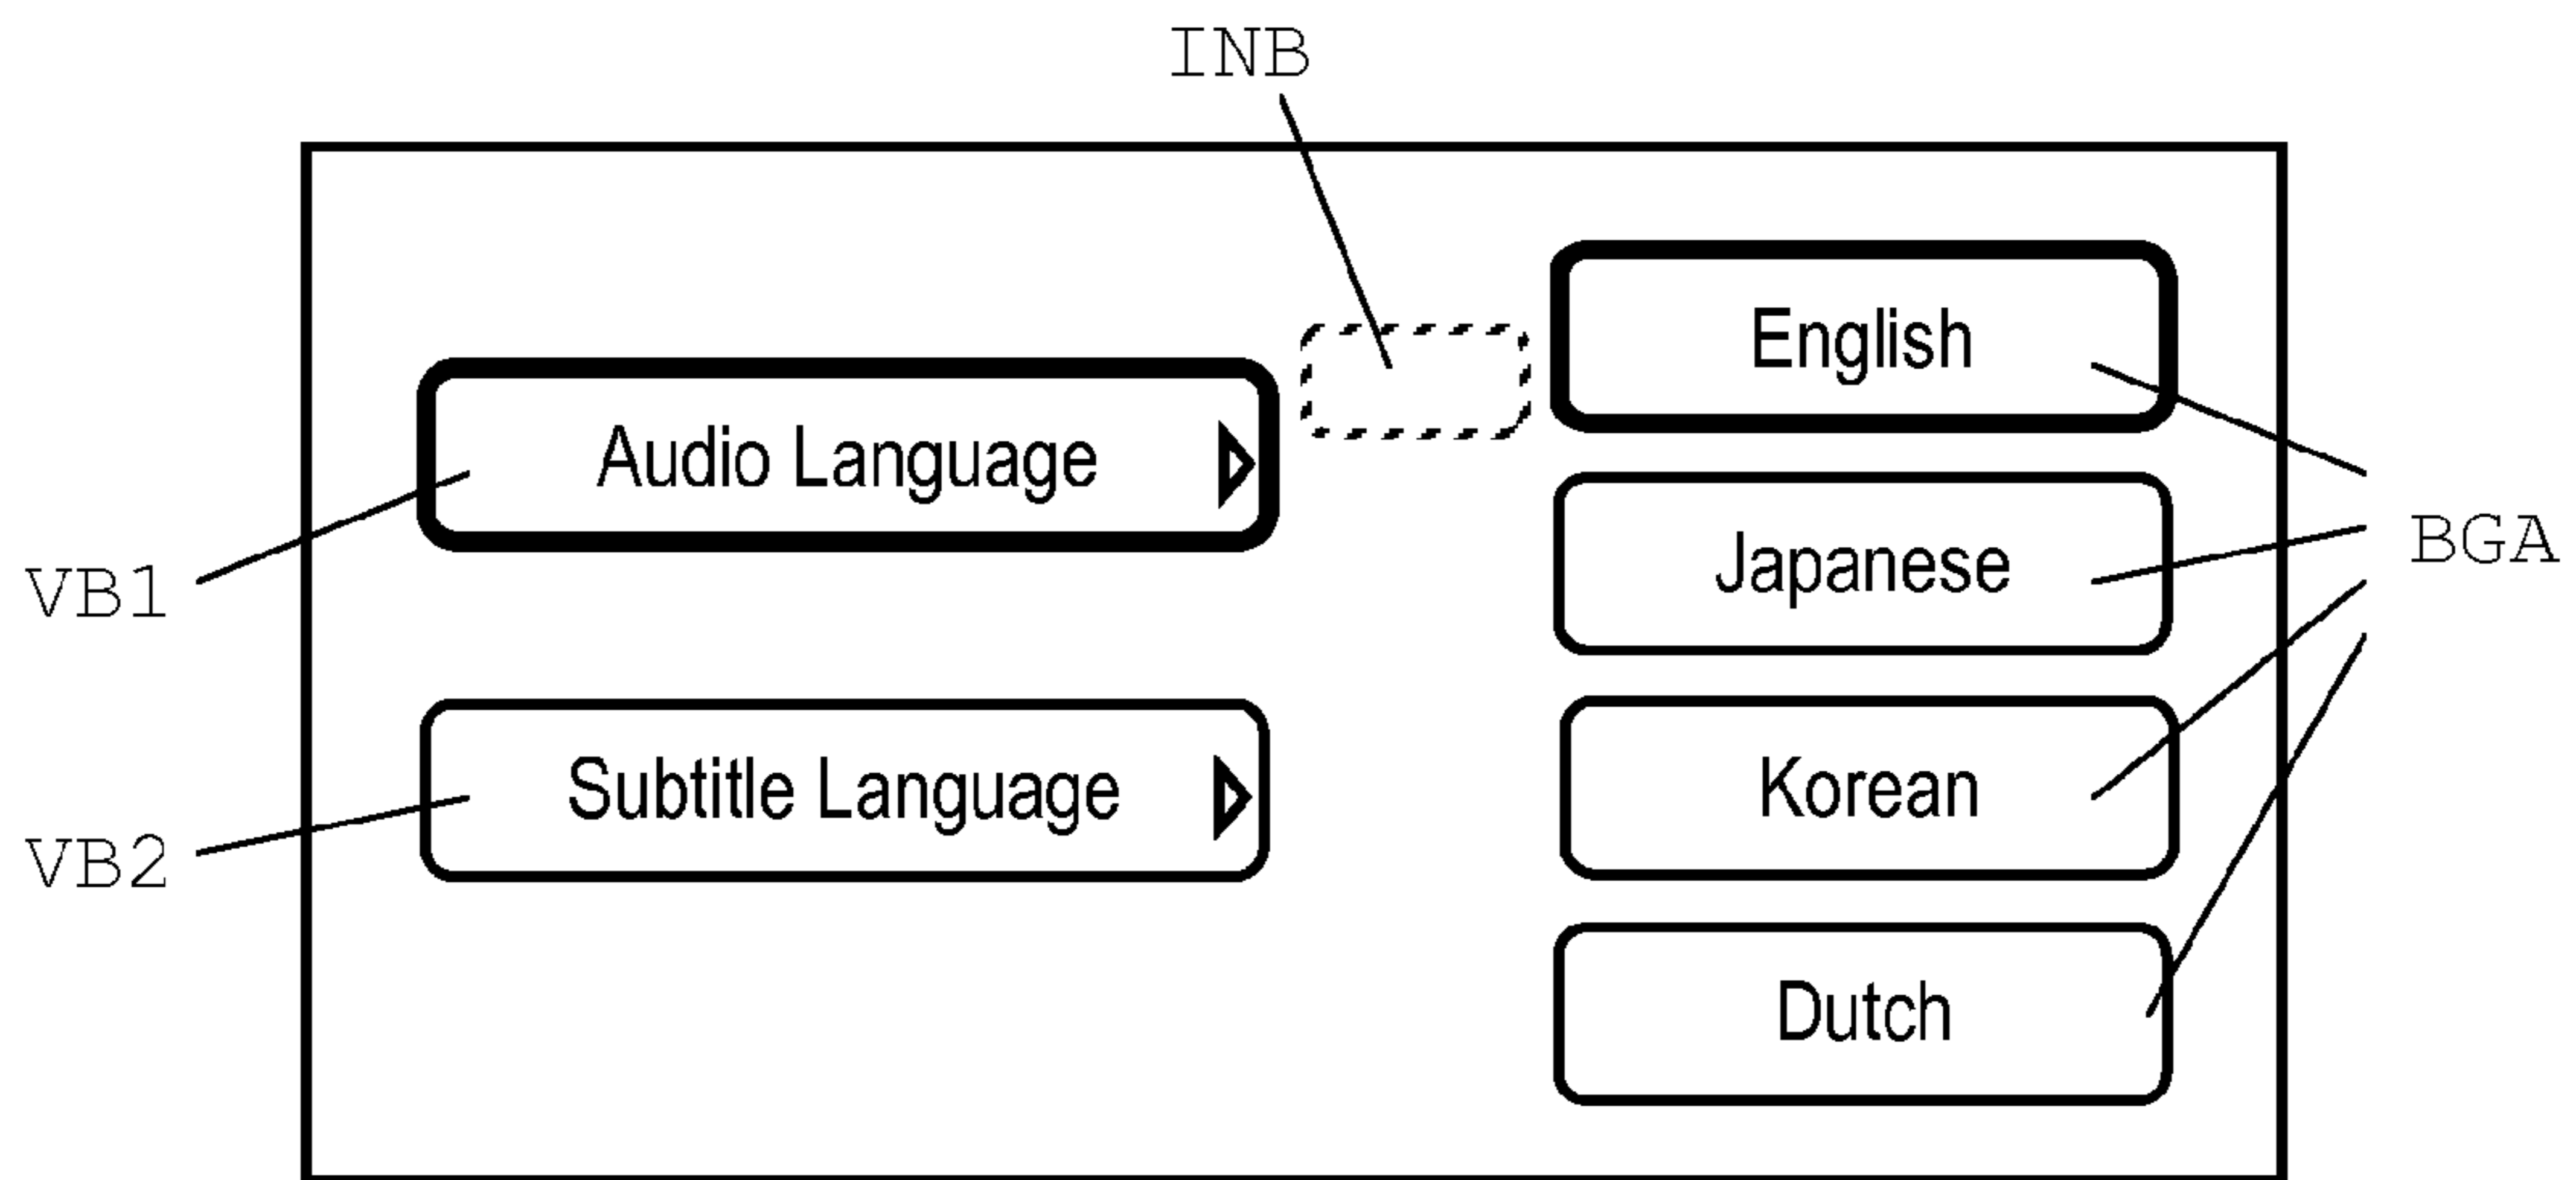 INB
English
Audio Language
Japanese
BGA
VB1
Subtitle Language
Korean
VB2
Dutch